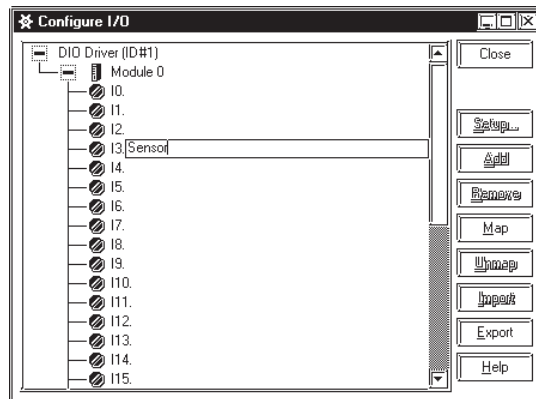 Configure I/O
DIO Driver (ID#1)
Module 0
I0.
I1.
I2.
I3. Sensor
I4.
I5.
I6.
I7.
I8.
I9.
I10.
I11.
I12.
I13.
I14.
I15.
Close
Setup...
Add
Remove
Map
Unmap
Import
Export
Help